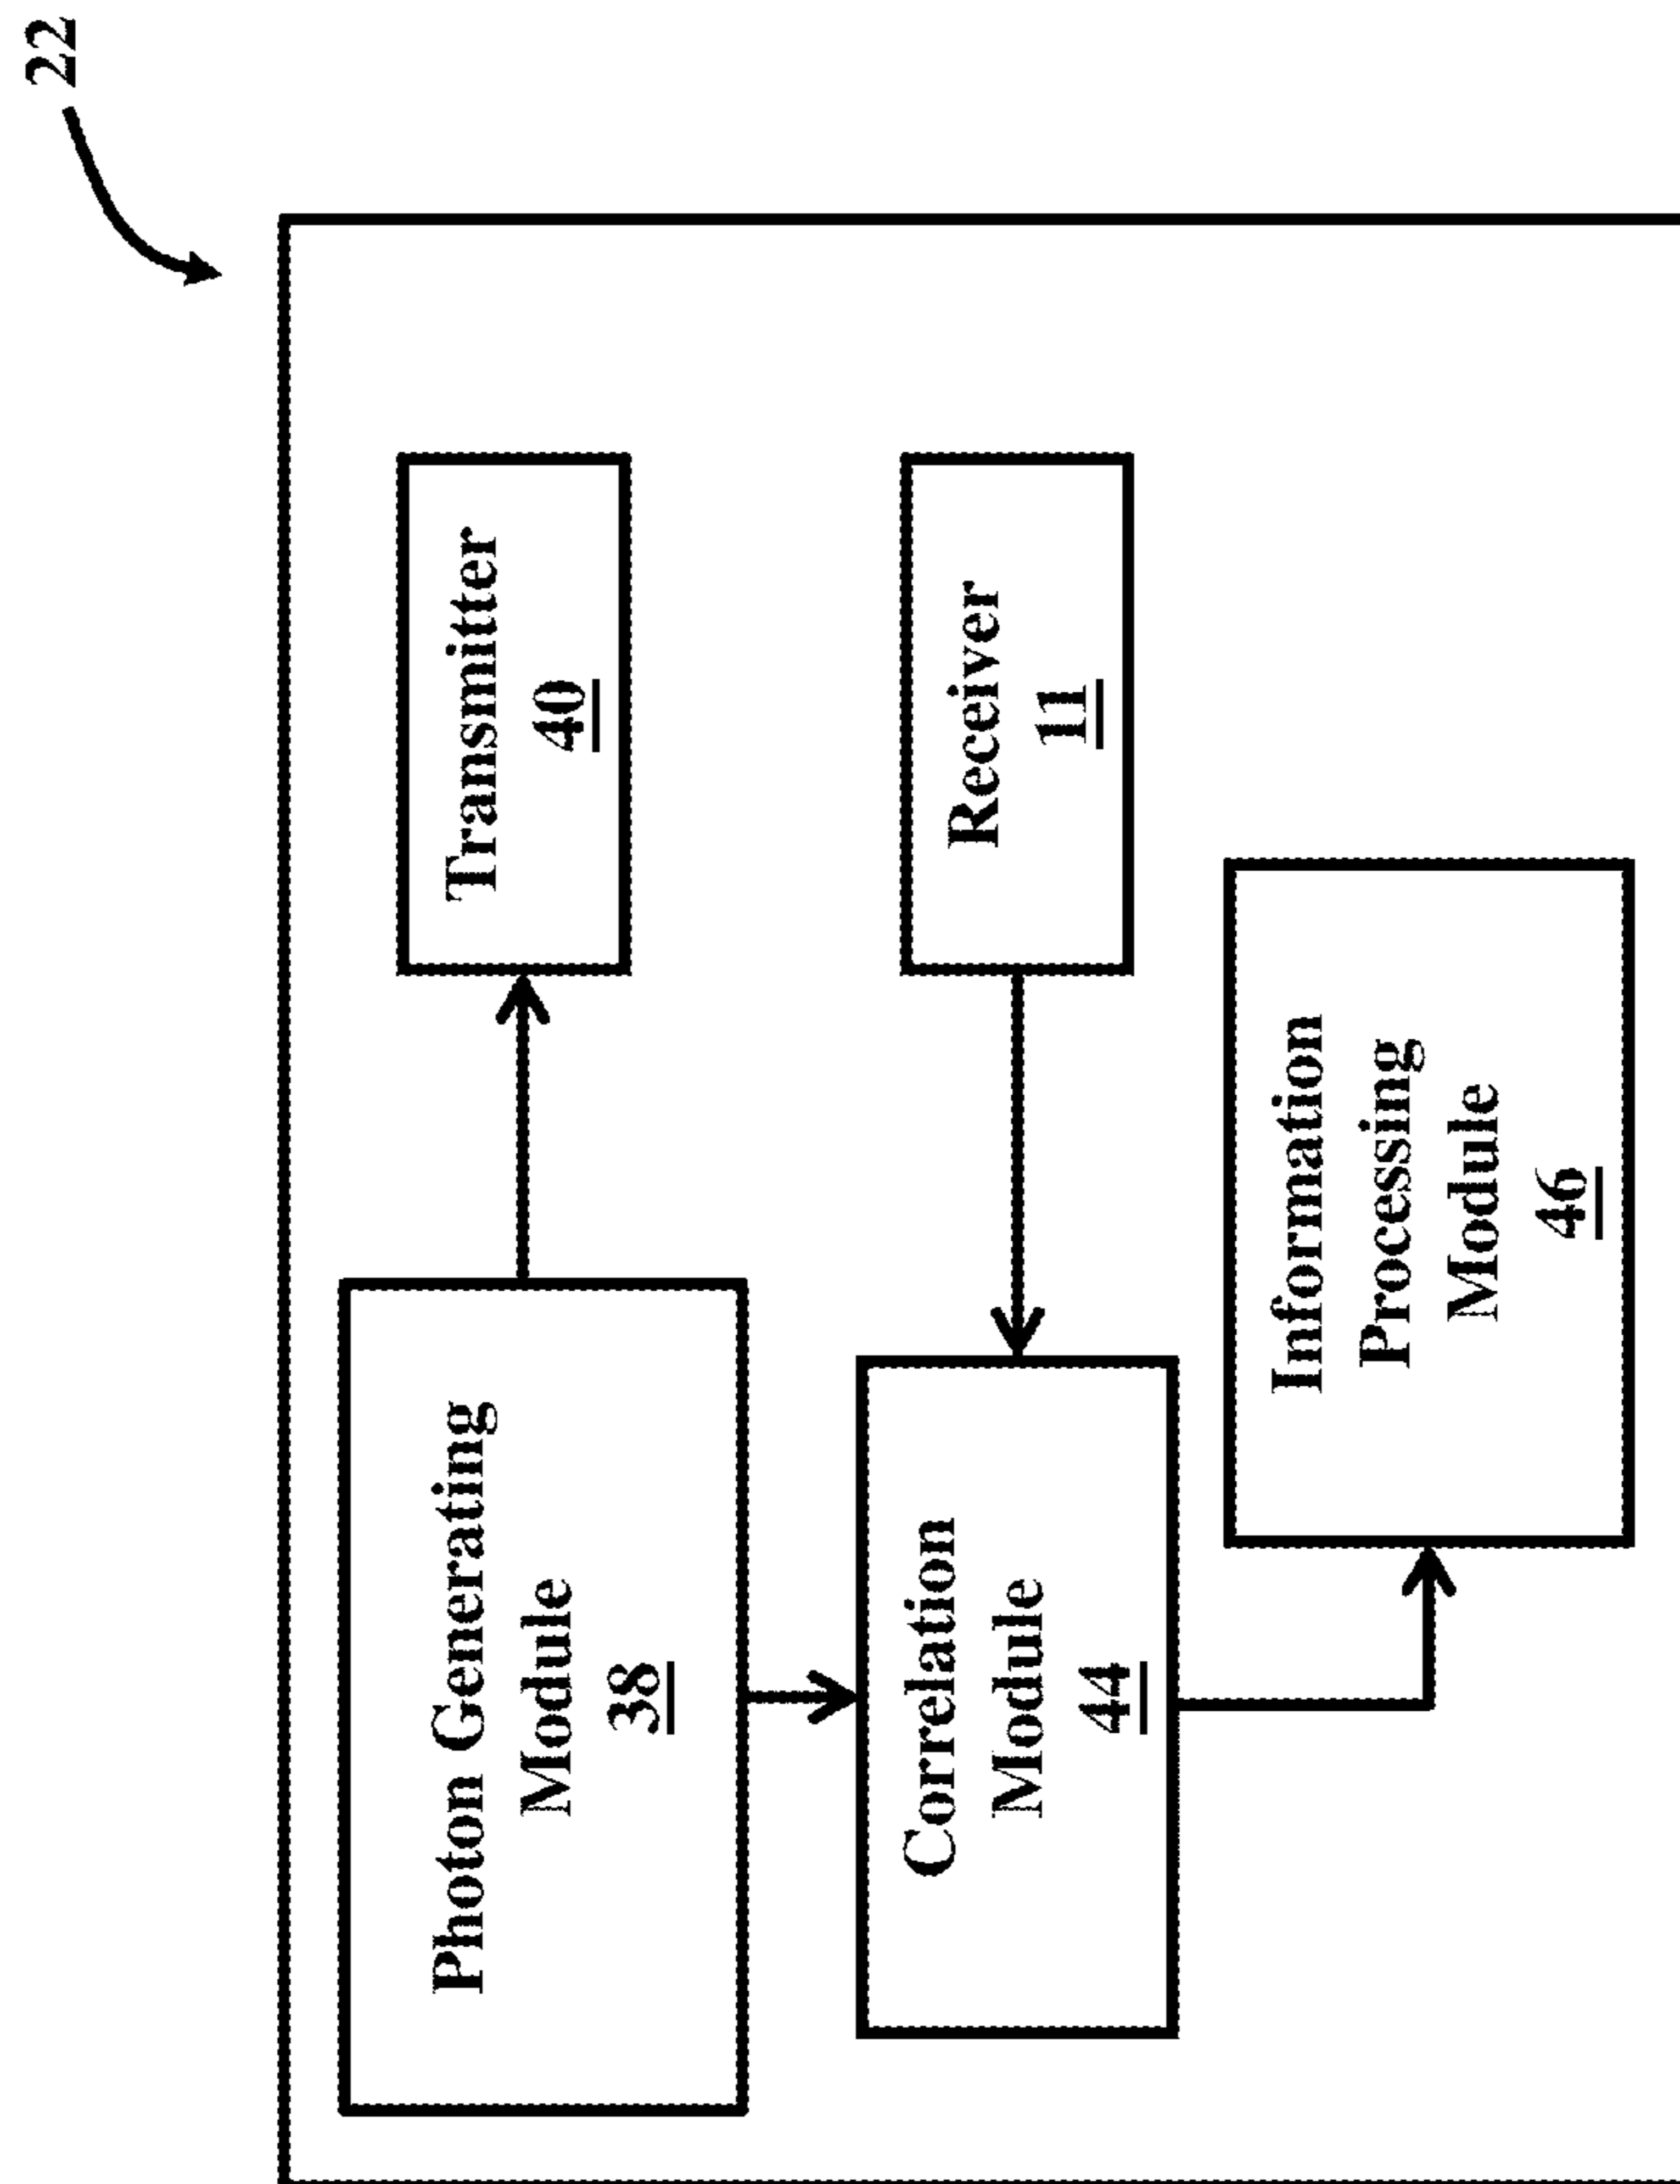 22
Photon Generating
Module
38
Transmitter
40
Correlation
Module
44
Receiver
11
Information
Processing
Module
46